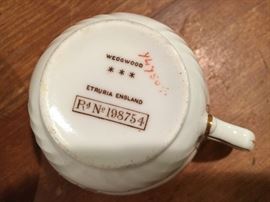 WEDGWOOD
★ ★ ★
ETRURIA ENGLAND
Rd No 198754